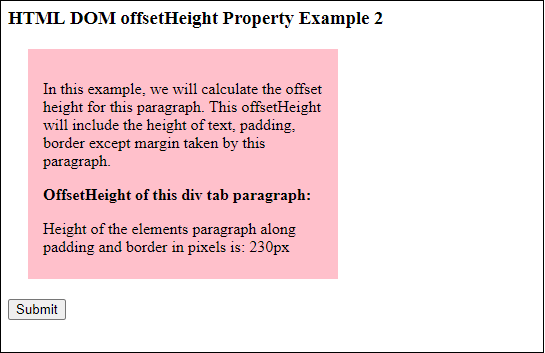 HTML DOM offsetHeight Property Example 2
In this example, we will calculate the offset
height for this paragraph. This offsetHeight
will include the height of text, padding,
border except margin taken by this
paragraph.
OffsetHeight of this div tab paragraph:
Height of the elements paragraph along
padding and border in pixels is: 230px
Submit